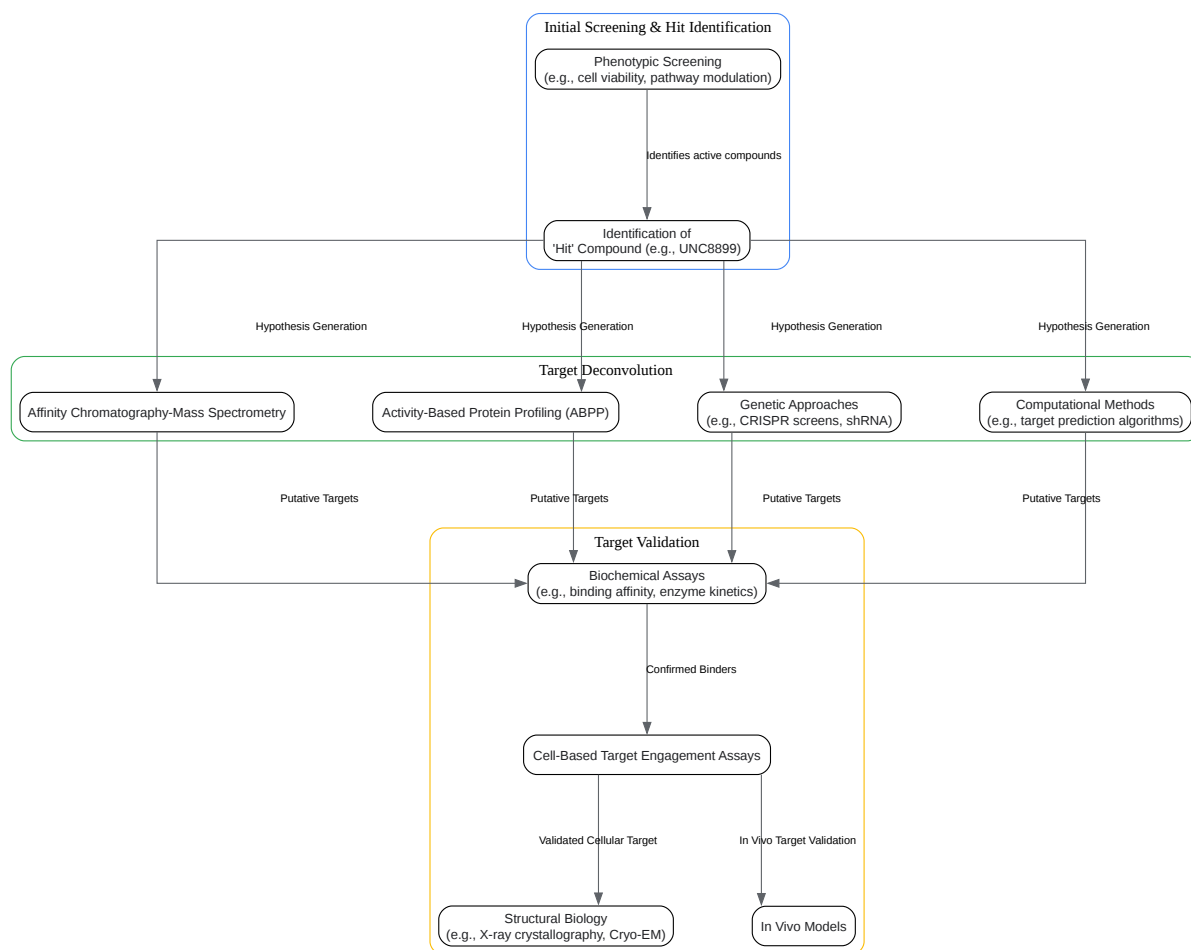 Initial Screening & Hit Identification
Phenotypic Screening
(e.g., cell viability, pathway modulation)
Identifies active compounds
Identification of
'Hit' Compound (e.g., UNC8899)
Hypothesis Generation
Hypothesis Generation
Hypothesis Generation
Hypothesis Generation
Target Deconvolution
Affinity Chromatography-Mass Spectrometry
Activity-Based Protein Profiling (ABPP)
Genetic Approaches
(e.g., CRISPR screens, shRNA)
Computational Methods
(e.g., target prediction algorithms)
Putative Targets
Putative Targets
Putative Targets
Putative Targets
Target Validation
Biochemical Assays
(e.g., binding affinity, enzyme kinetics)
Confirmed Binders
Cell-Based Target Engagement Assays
Validated Cellular Target
In Vivo Target Validation
Structural Biology
(e.g., X-ray crystallography, Cryo-EM)
In Vivo Models